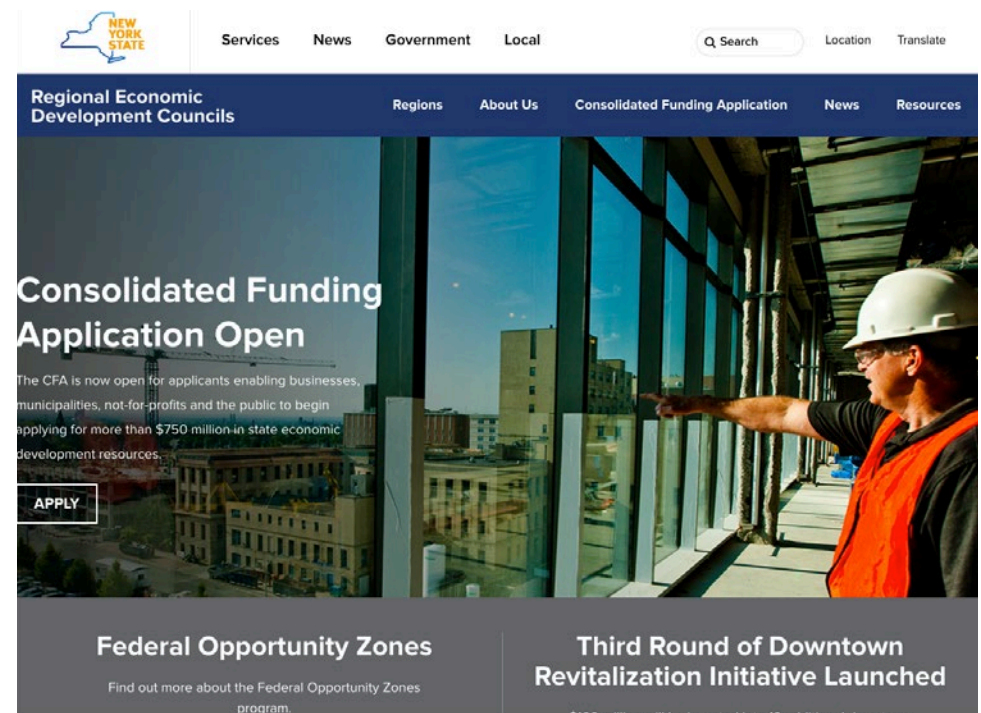 NEW
YORK
STATE
Services News Government Local Search Location Translate
Regional Economic
Development Councils
Regions About Us Consolidated Funding Application News Resources
Consolidated Funding
Application Open
The CFA is now open for applicants enabling businesses,
municipalities, not-for-profits and the public to begin
applying for more than $750 million in state economic
development resources.
APPLY
Federal Opportunity Zones
Find out more about the Federal Opportunity Zones
program.
Third Round of Downtown
Revitalization Initiative Launched